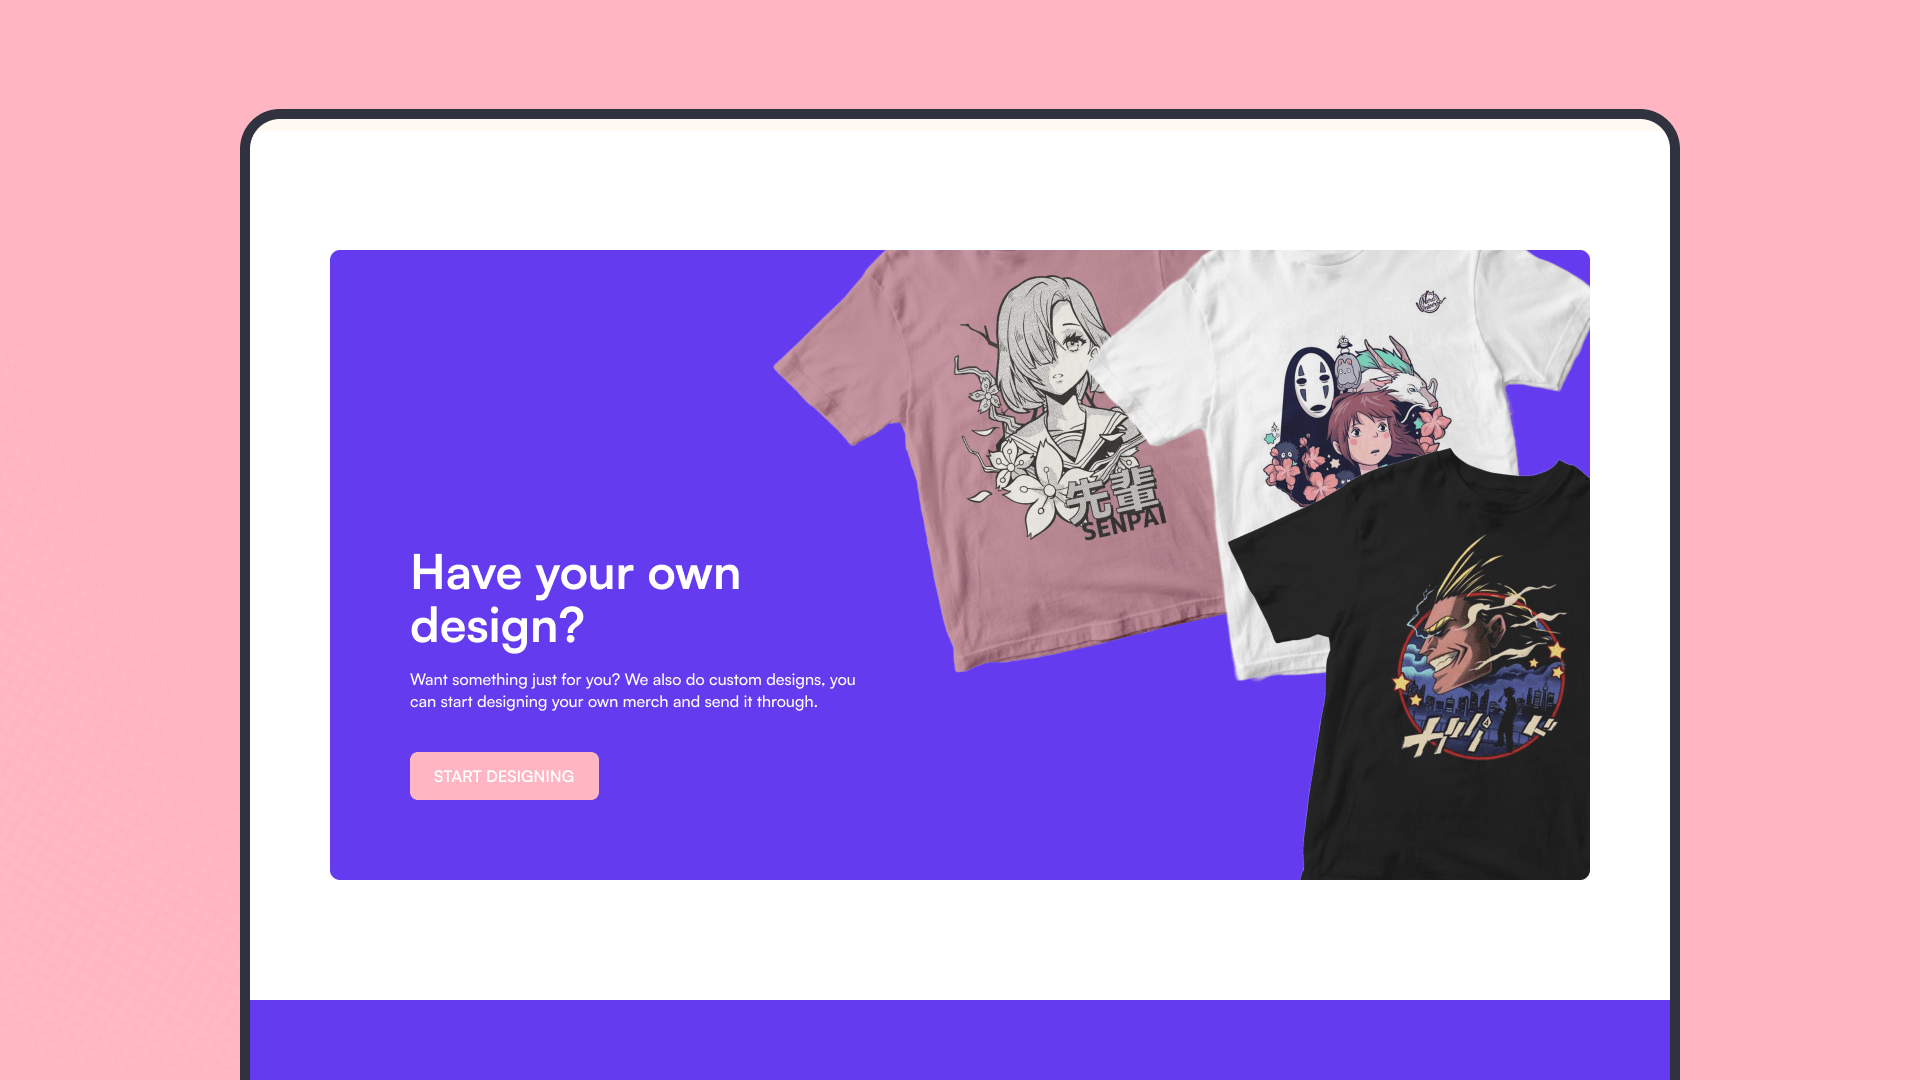 Have your own
design?
Want something just for you? We also do custom designs, you
can start designing your own merch and send it through.
START DESIGNING
先輩
SENPAI